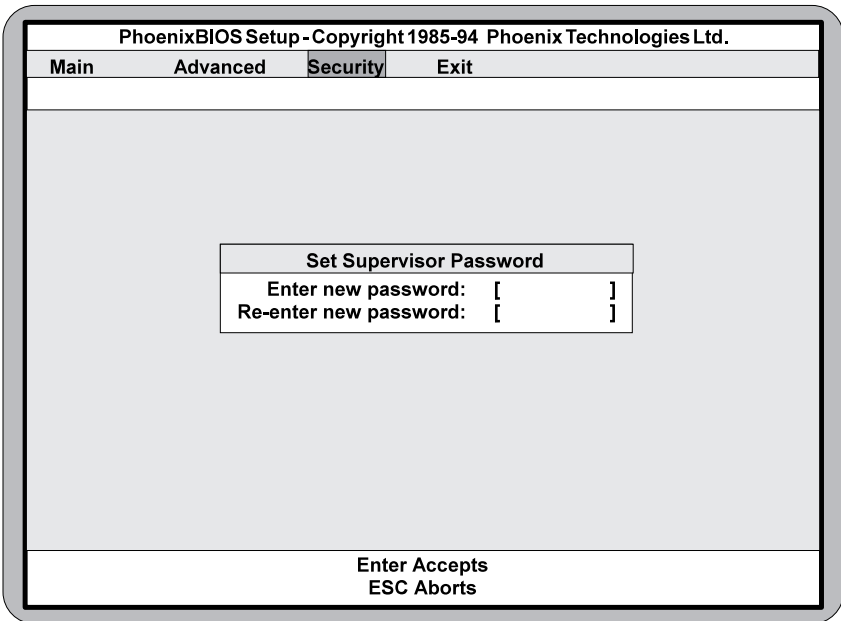 PhoenixBIOS Setup - Copyright 1985-94 Phoenix Technologies Ltd.
Main Advanced Security Exit
Set Supervisor Password
Enter new password: [ ]
Re-enter new password: [ ]
Enter Accepts
ESC Aborts